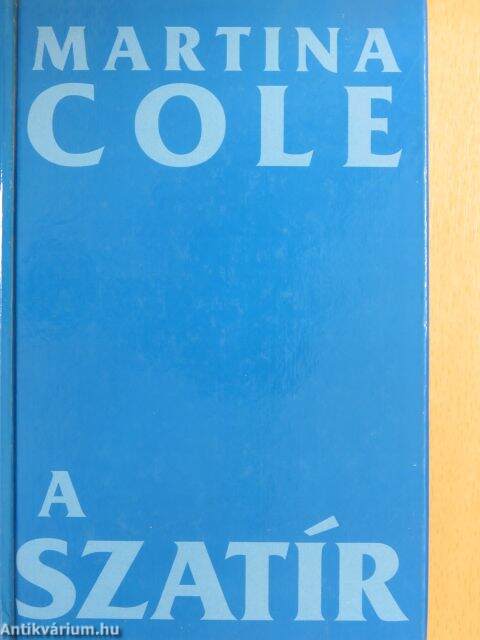 MARTINA
COLE
A
SZATÍR
Antikvárium.hu